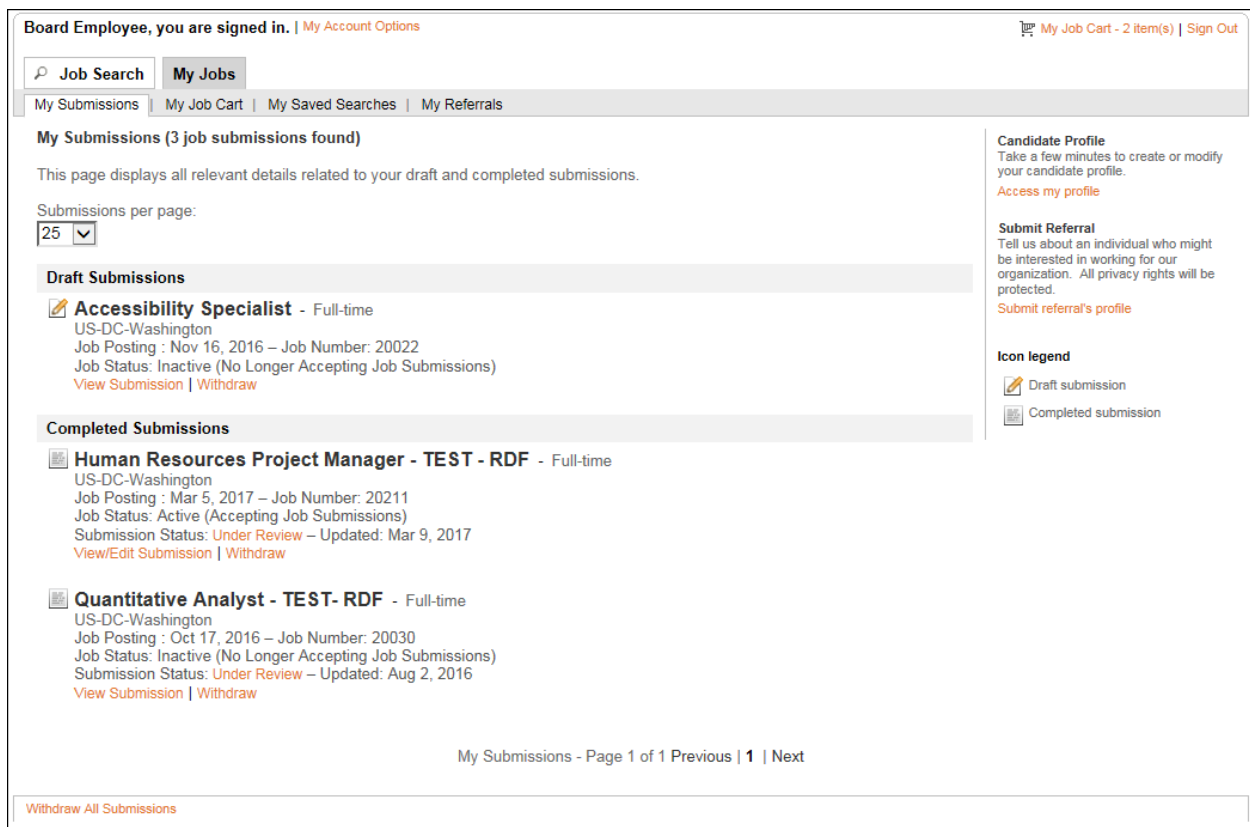 Board Employee, you are signed in. | My Account Options
My Job Cart - 2 item(s) | Sign Out
Job Search My Jobs
My Submissions | My Job Cart | My Saved Searches | My Referrals
My Submissions (3 job submissions found)
This page displays all relevant details related to your draft and completed submissions.
Submissions per page:
25
Draft Submissions
Accessibility Specialist - Full-time
US-DC-Washington
Job Posting : Nov 16, 2016 – Job Number: 20022
Job Status: Inactive (No Longer Accepting Job Submissions)
View Submission | Withdraw
Completed Submissions
Human Resources Project Manager - TEST - RDF - Full-time
US-DC-Washington
Job Posting : Mar 5, 2017 – Job Number: 20211
Job Status: Active (Accepting Job Submissions)
Submission Status: Under Review – Updated: Mar 9, 2017
View/Edit Submission | Withdraw
Quantitative Analyst - TEST- RDF - Full-time
US-DC-Washington
Job Posting : Oct 17, 2016 – Job Number: 20030
Job Status: Inactive (No Longer Accepting Job Submissions)
Submission Status: Under Review – Updated: Aug 2, 2016
View Submission | Withdraw
My Submissions - Page 1 of 1 Previous | 1 | Next
Candidate Profile
Take a few minutes to create or modify
your candidate profile.
Access my profile
Submit Referral
Tell us about an individual who might
be interested in working for our
organization. All privacy rights will be
protected.
Submit referral's profile
Icon legend
Draft submission
Completed submission
Withdraw All Submissions